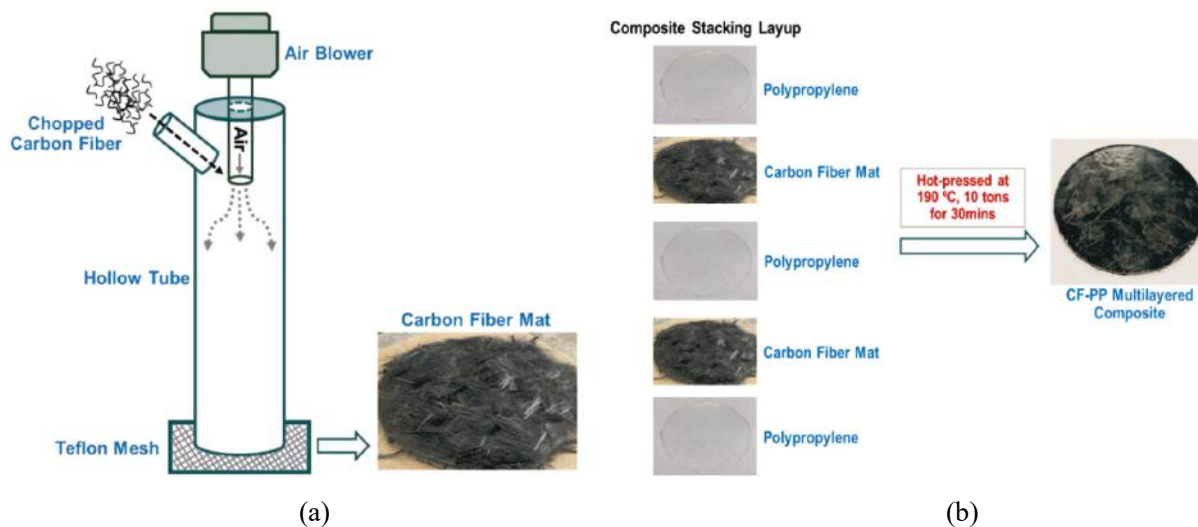 Air Blower
Chopped
Carbon Fiber
Air
Hollow Tube
Carbon Fiber Mat
Teflon Mesh
(a)
Composite Stacking Layup
Polypropylene
Carbon Fiber Mat
Polypropylene
Carbon Fiber Mat
Polypropylene
Hot-pressed at
190 ºC, 10 tons
for 30mins
CF-PP Multilayered
Composite
(b)